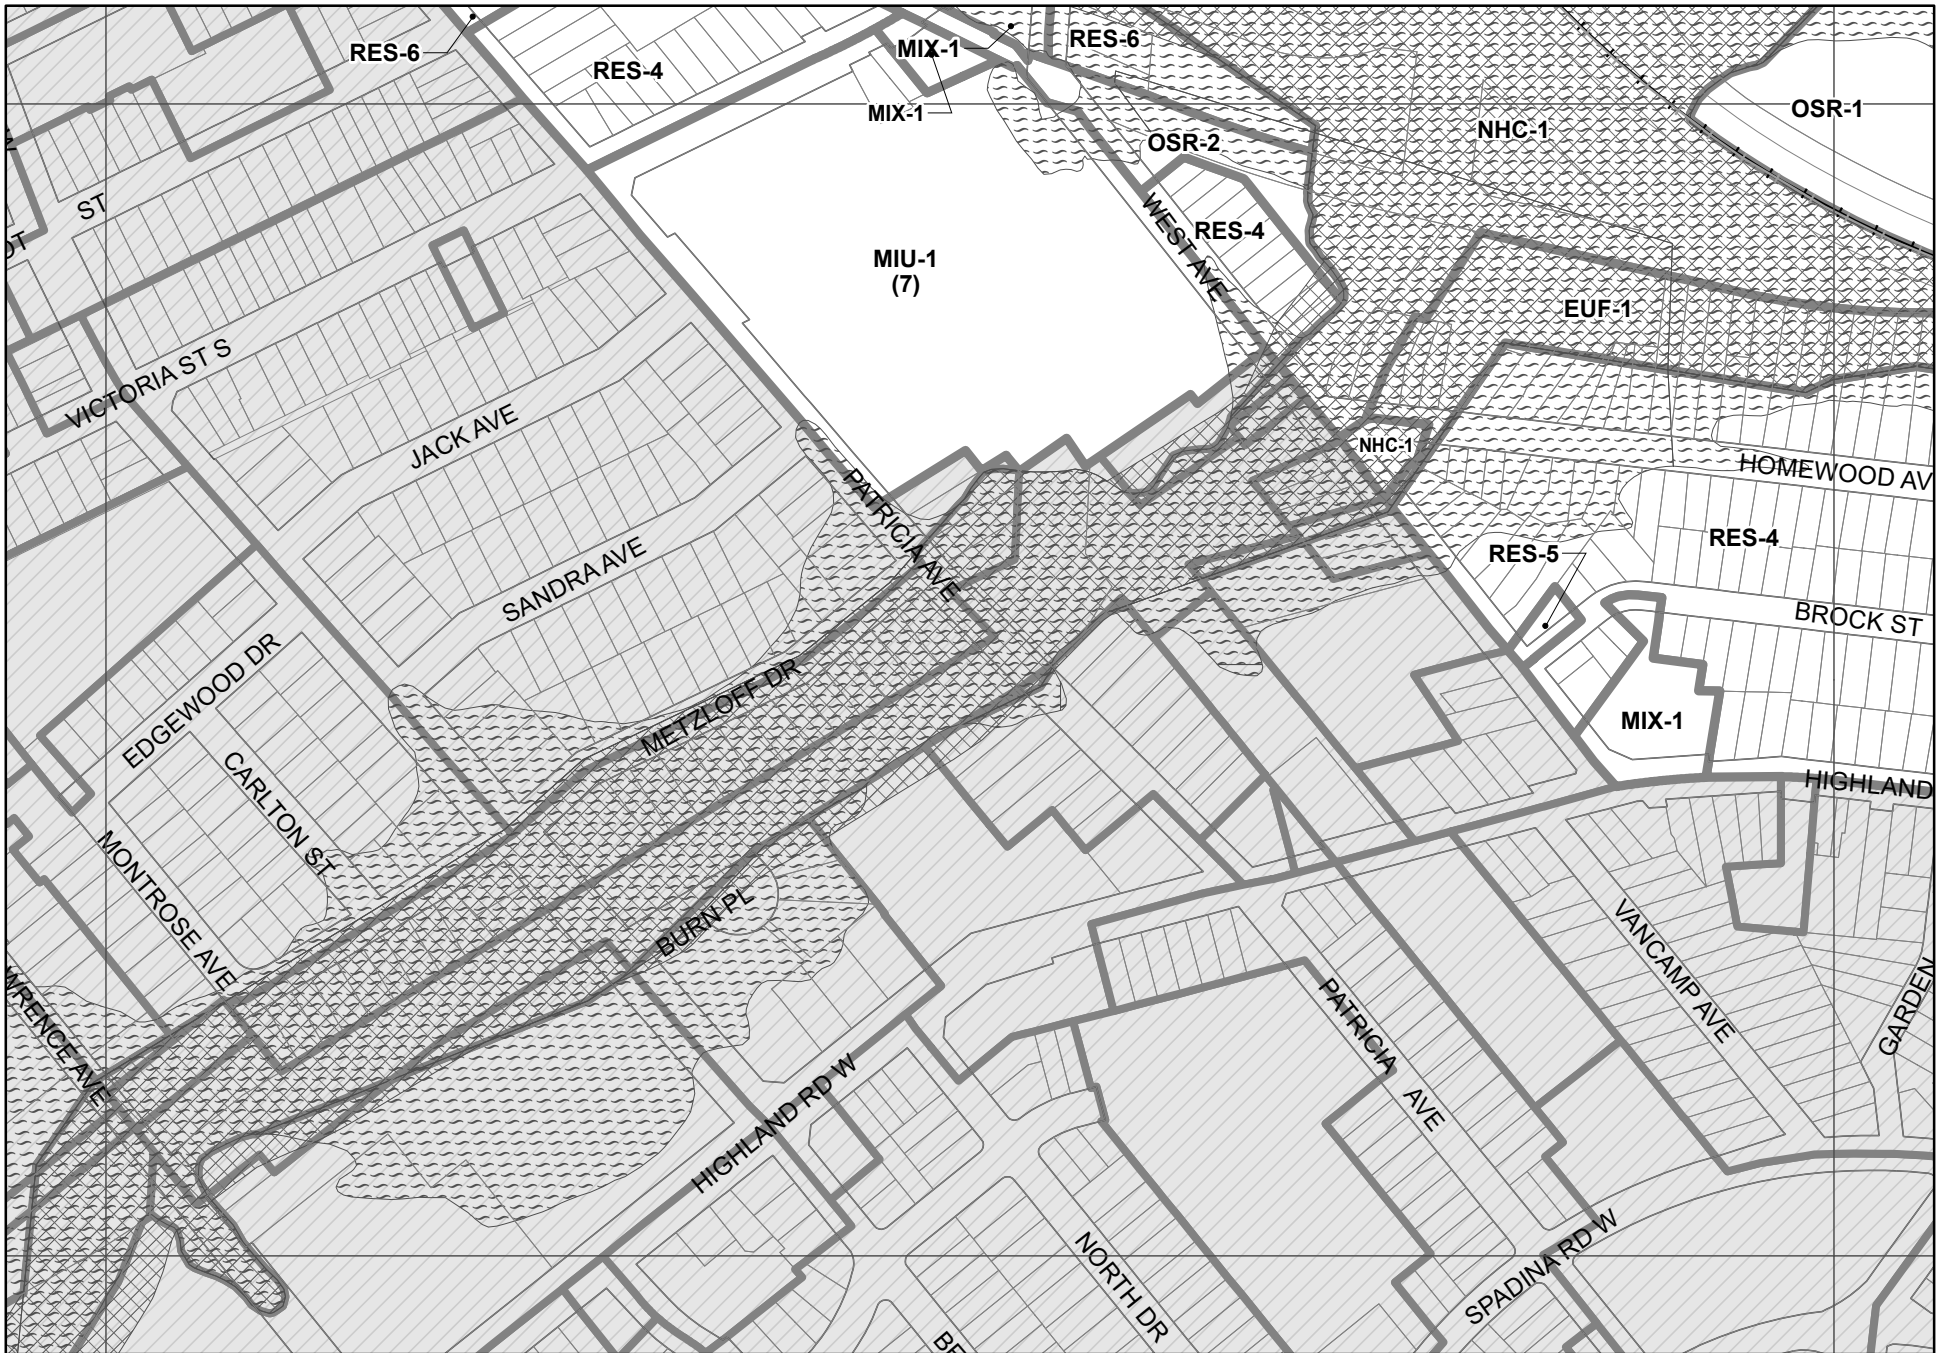 RES-6
RES-4
MIX-1
MIX-1
RES-6
OSR-1
NHC-1
OSR-2
ST
RES-4
WEST AVE
MIU-1
(7)
EUF-1
VICTORIA ST S
JACK AVE
NHC-1
HOMEWOOD AV
PATRICIA AVE
RES-4
RES-5
SANDRA AVE
BROCK ST
EDGEWOOD DR
METZLOFF DR
MIX-1
HIGHLAND
CARLTON ST
MONTROSE AVE
BURN PL
VANCAMP AVE
WRENCE AVE
PATRICIA
AVE
GARDEN
HIGHLAND RD W
NORTH DR
SPADINA RD W